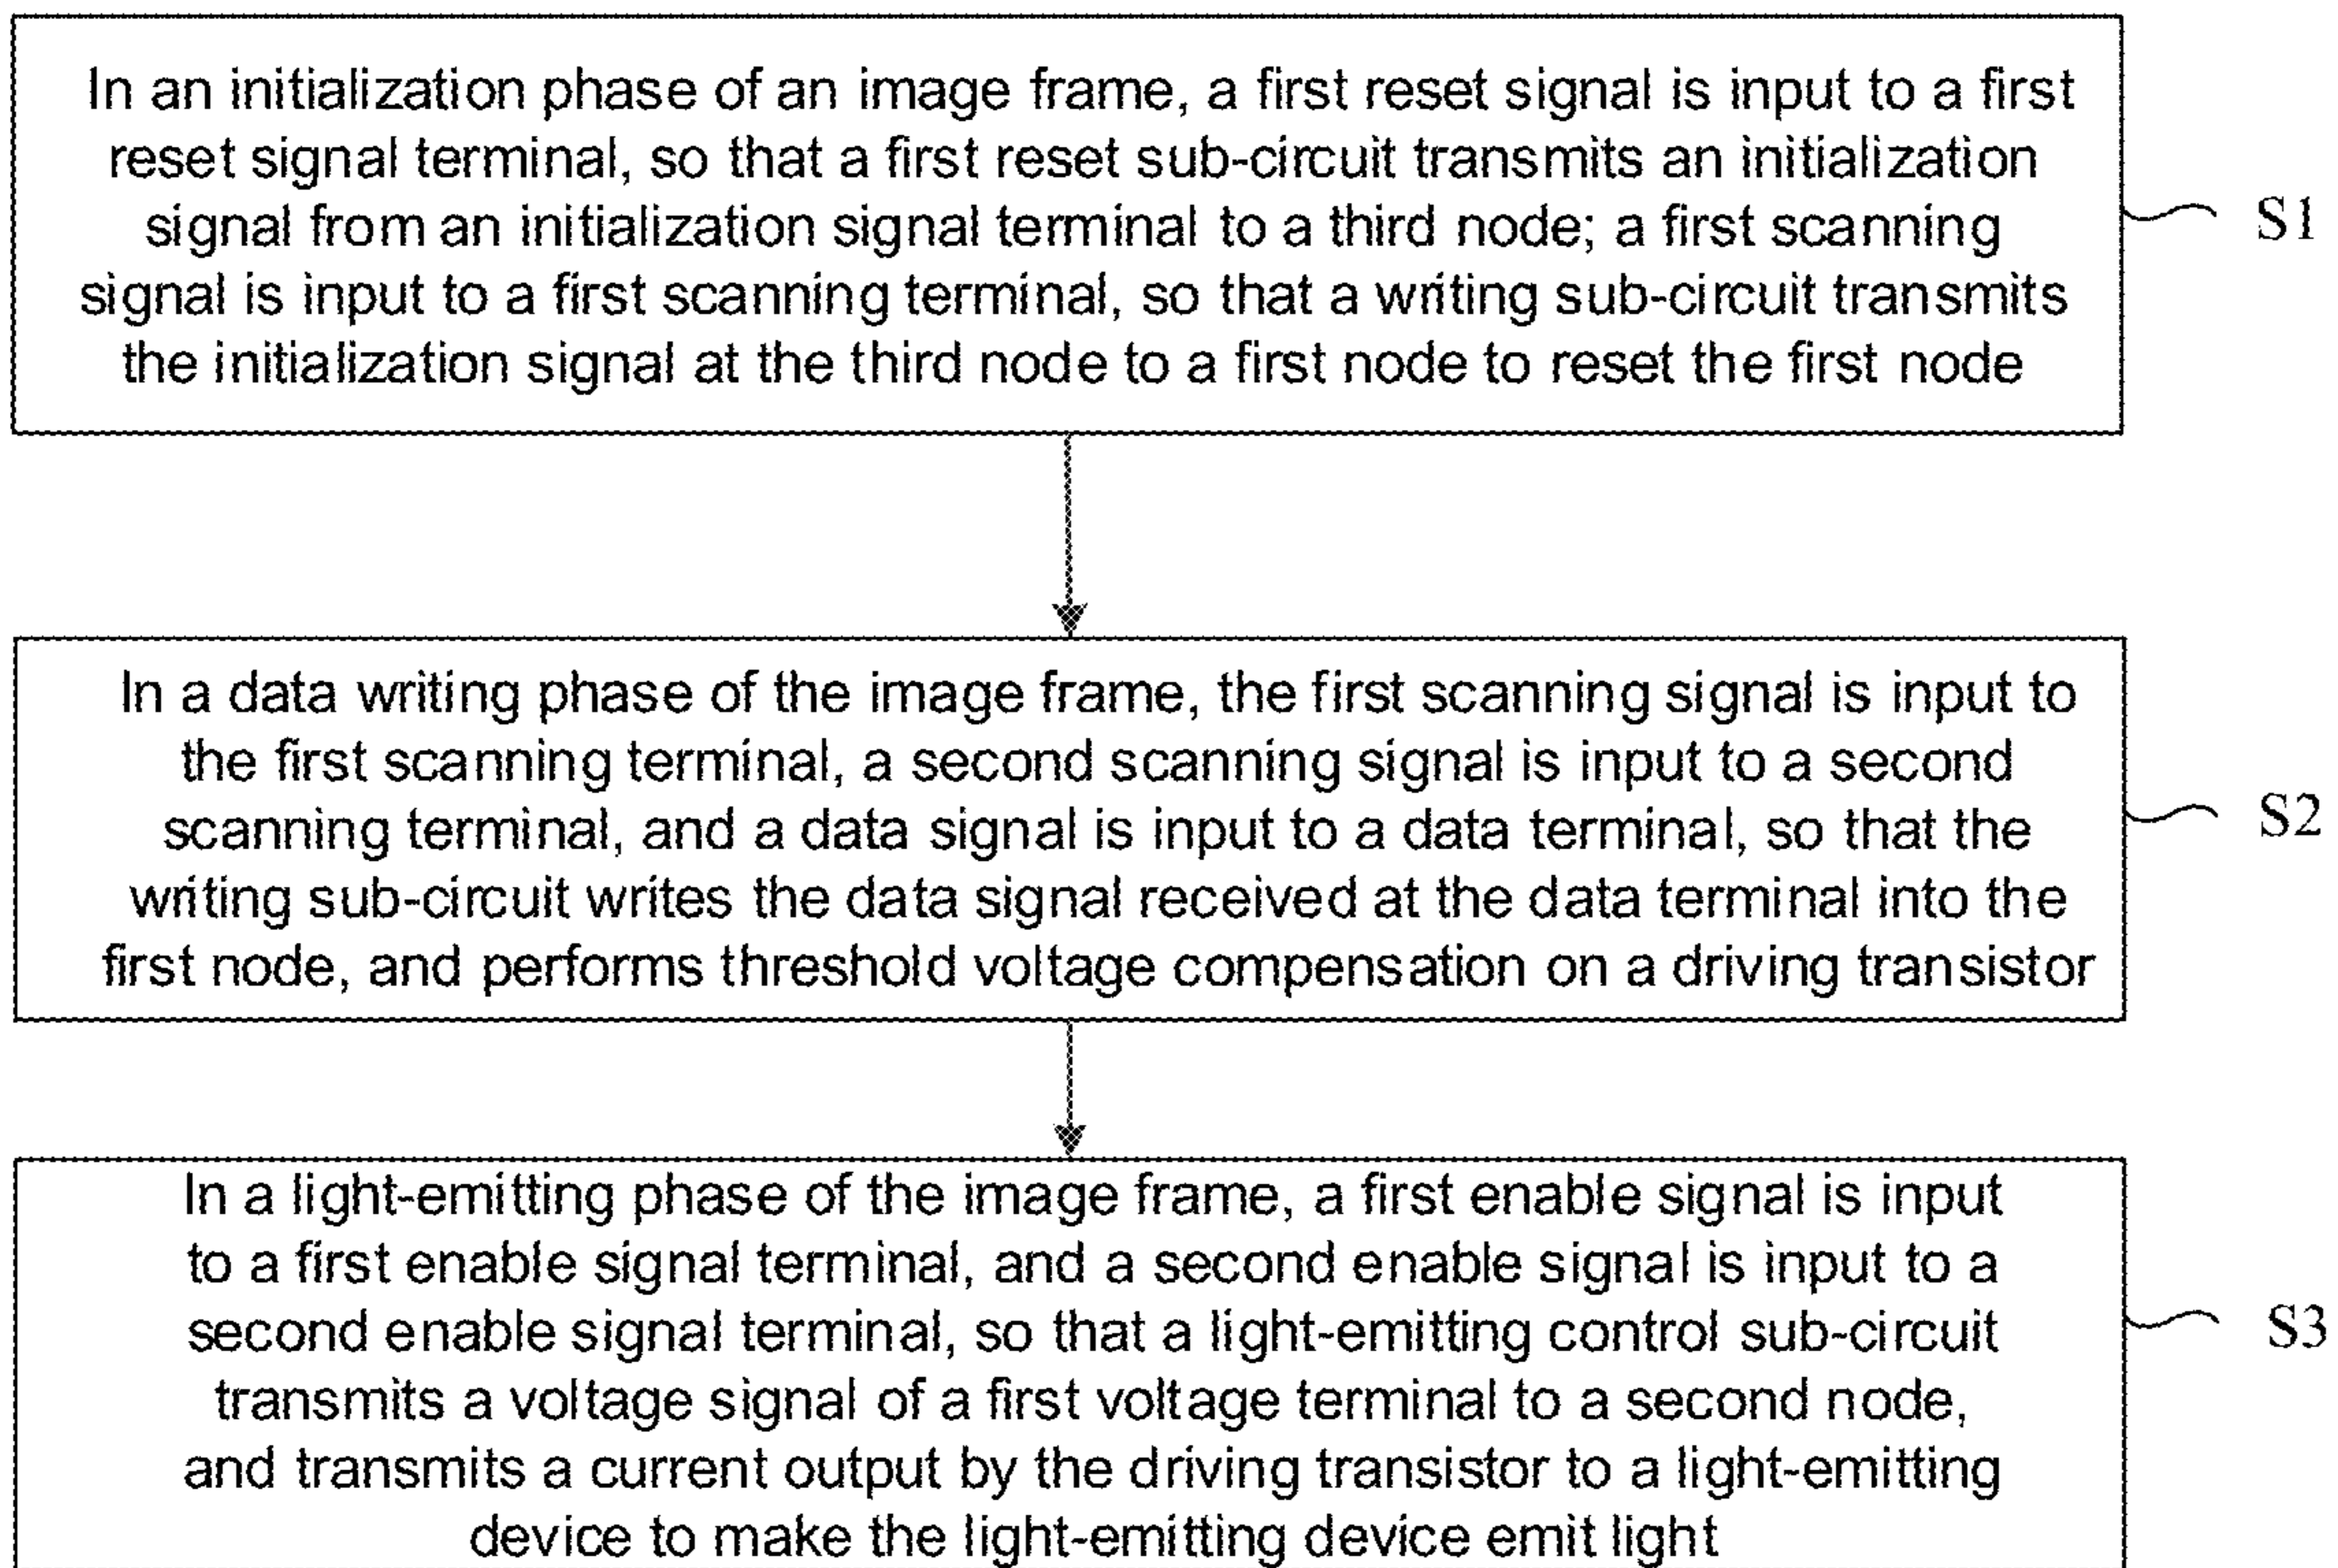 In an initialization phase of an image frame, a first reset signal is input to a first
reset signal terminal, so that a first reset sub-circuit transmits an initialization
signal from an initialization signal terminal to a third node; a first scanning
signal is input to a first scanning terminal, so that a writing sub-circuit transmits
the initialization signal at the third node to a first node to reset the first node
S1
In a data writing phase of the image frame, the first scanning signal is input to
the first scanning terminal, a second scanning signal is input to a second
scanning terminal, and a data signal is input to a data terminal, so that the
writing sub-circuit writes the data signal received at the data terminal into the
first node, and performs threshold voltage compensation on a driving transistor
S2
In a light-emitting phase of the image frame, a first enable signal is input
to a first enable signal terminal, and a second enable signal is input to a
second enable signal terminal, so that a light-emitting control sub-circuit
transmits a voltage signal of a first voltage terminal to a second node,
and transmits a current output by the driving transistor to a light-emitting
device to make the light-emitting device emit light
S3